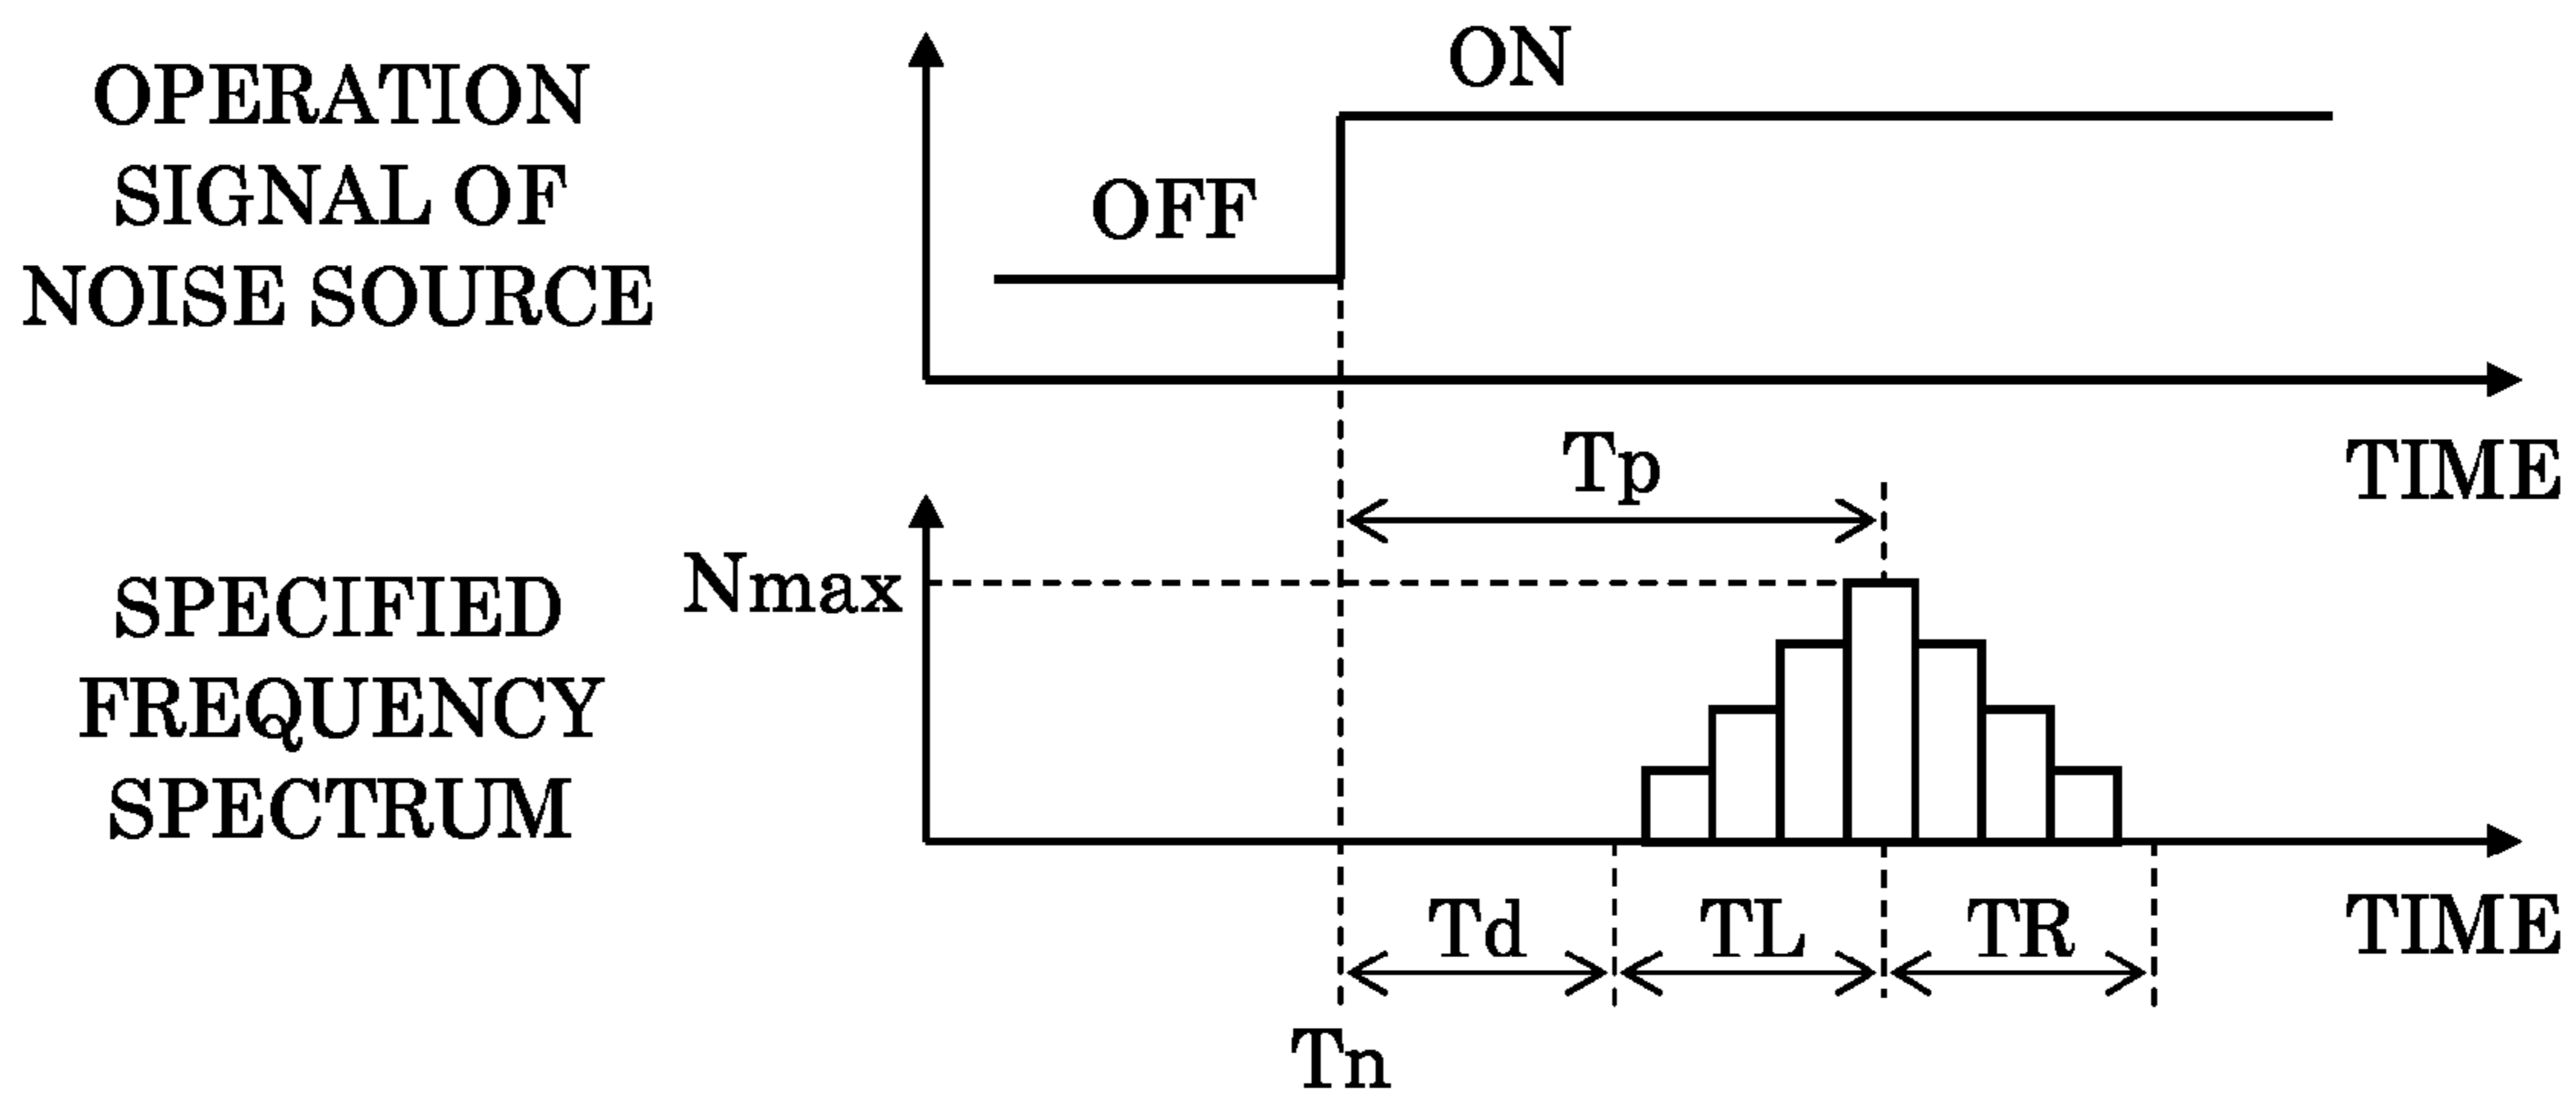 OPERATION
SIGNAL OF
NOISE SOURCE
ON
OFF
TIME
Tp
Nmax
SPECIFIED
FREQUENCY
SPECTRUM
Td
TL
TR
TIME
Tn